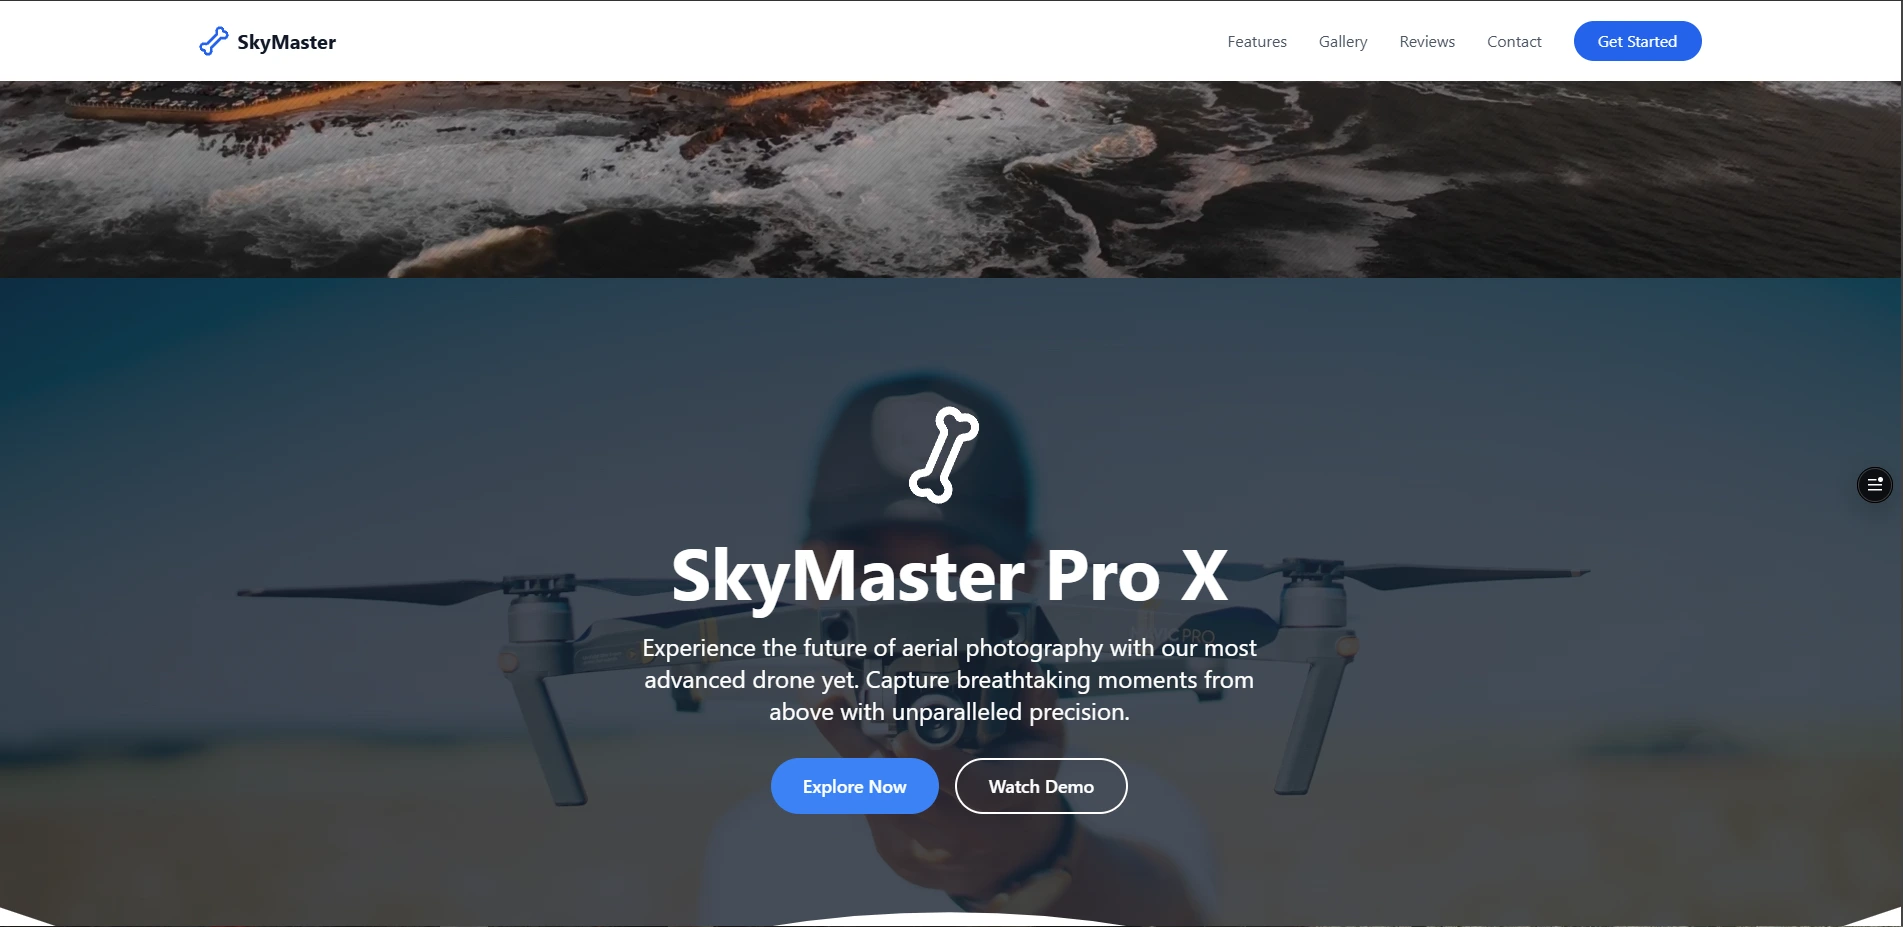 SkyMaster
Features
Gallery
Reviews
Contact
Get Started
SkyMaster Pro X
PRO
Experience the future of aerial photography with our most
advanced drone yet. Capture breathtaking moments from
above with unparalleled precision.
Explore Now
Watch Demo